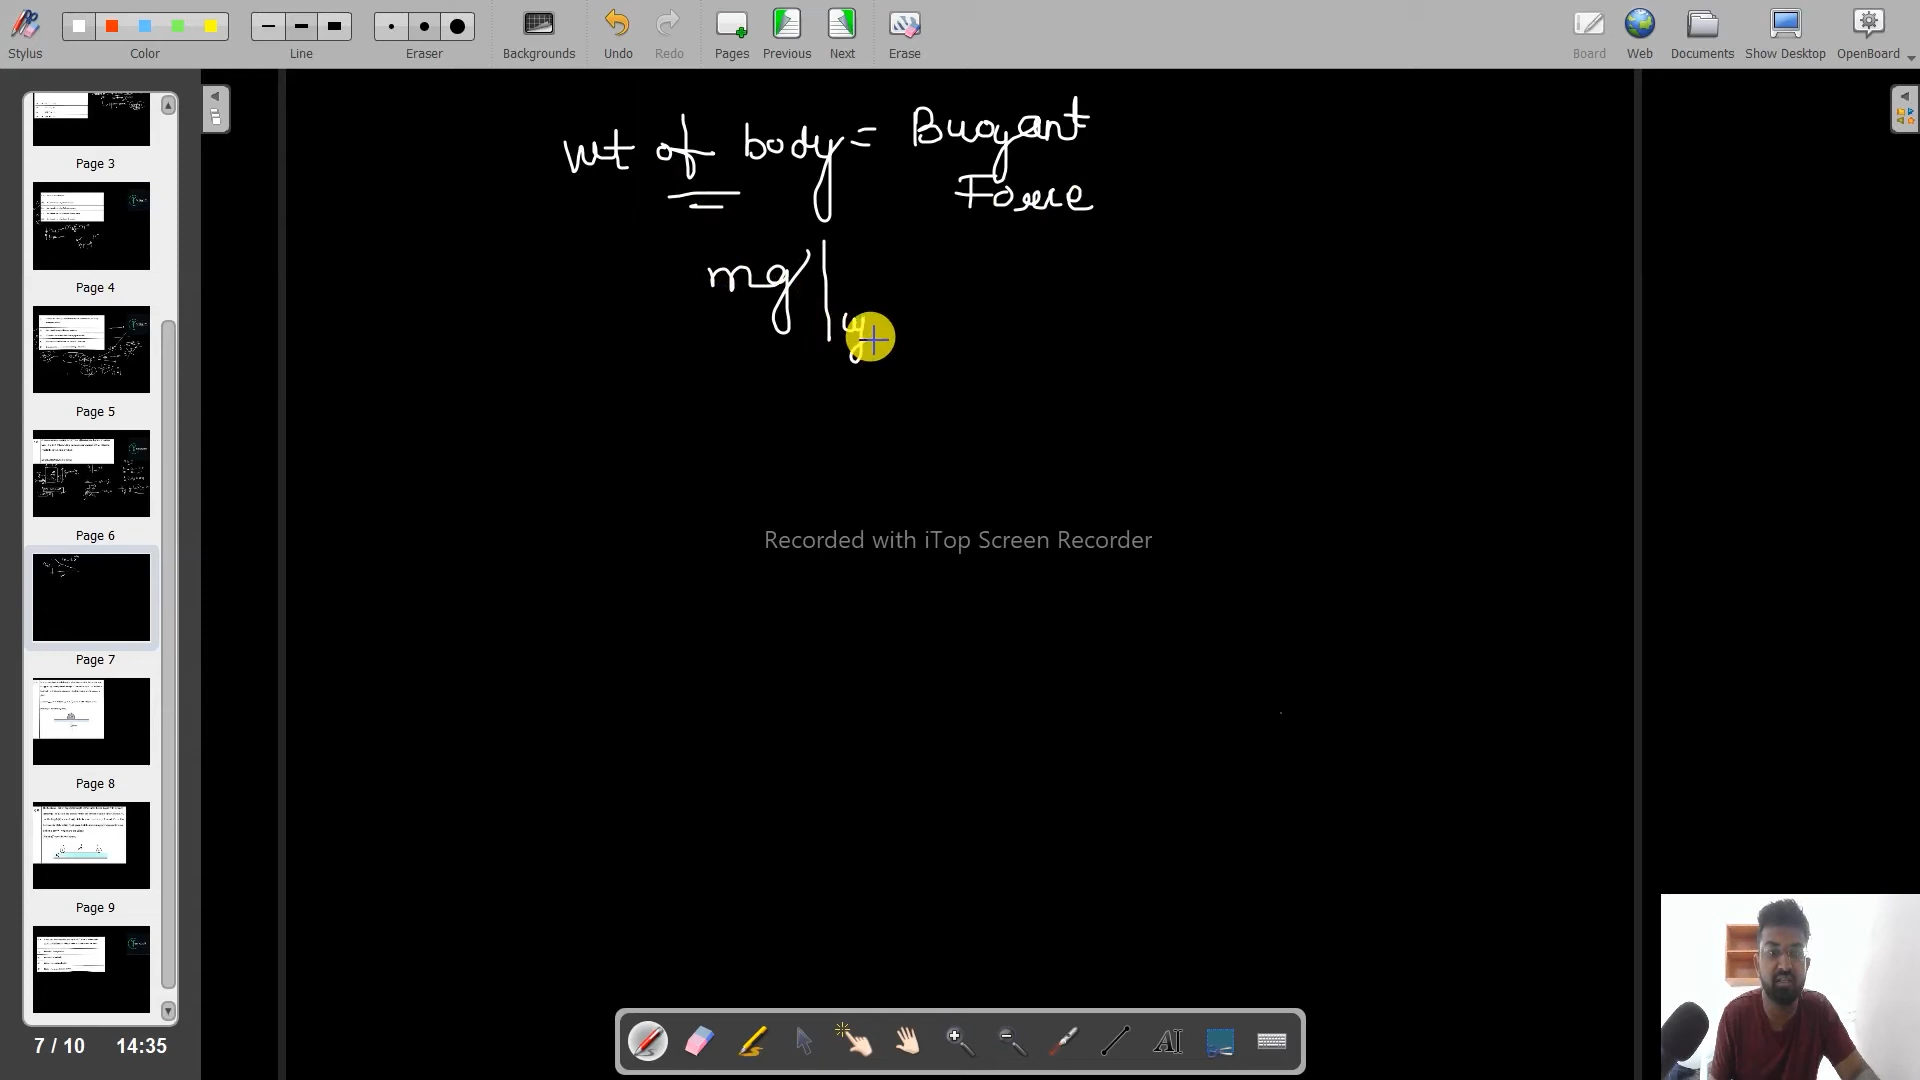 Stylus
Color
Line
Eraser
Backgrounds
Undo
Redo
Pages
Previous
Next
Erase
Board
Web
Documents
Show Desktop
OpenBoard
Page 3
Page 4
Page 5
Page 6
Page 7
Page 8
Page 9
7 / 10 14:35
wt of body = Buoyant
Force
mg
Recorded with iTop Screen Recorder
AI